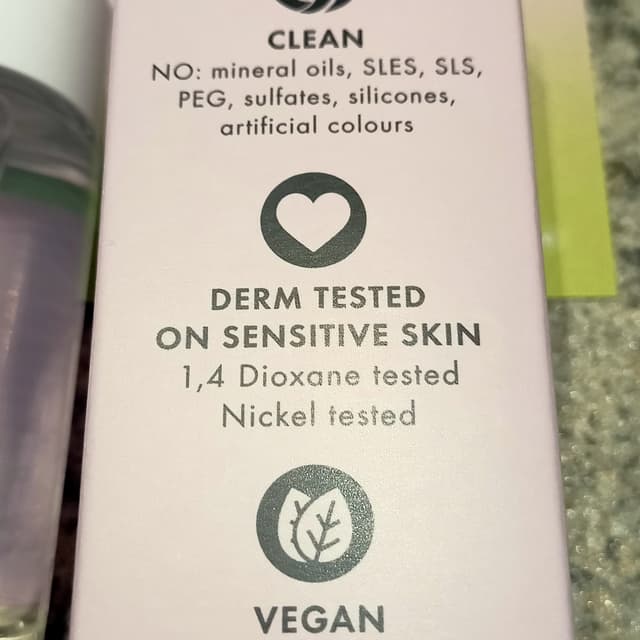 CLEAN
NO: mineral oils, SLES, SLS,
PEG, sulfates, silicones,
artificial colours
DERM TESTED
ON SENSITIVE SKIN
1,4 Dioxane tested
Nickel tested
VEGAN